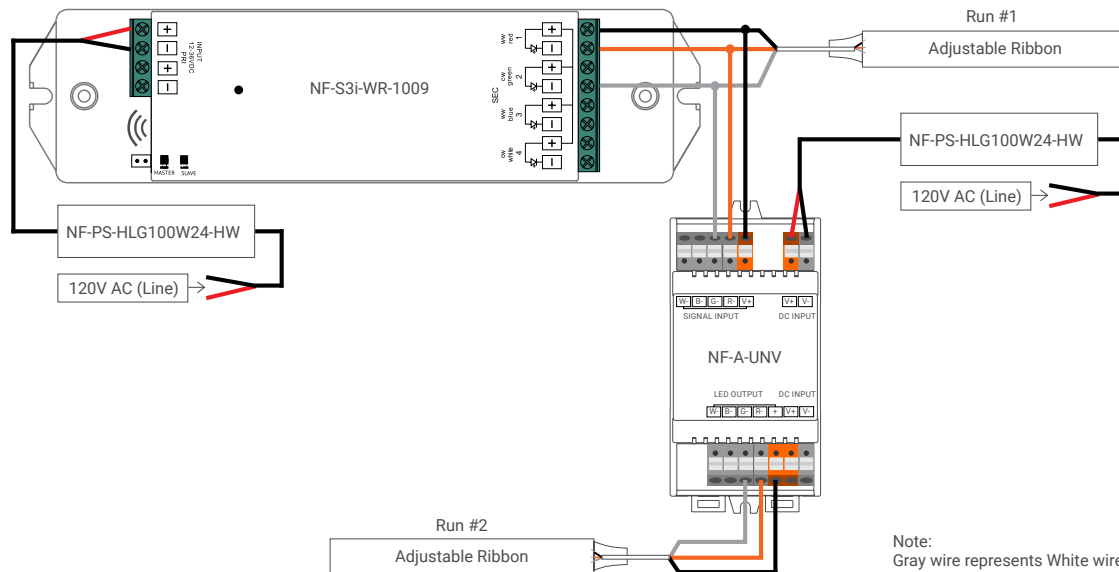 Run #1
Adjustable Ribbon
+
−
+
−
INPUT
12-36VDC
PRI
NF-S3i-WR-1009
SEC
ww
red
1
+
−
cw
green
2
+
−
ww
blue
3
+
−
cw
white
4
+
−
MASTER SLAVE
NF-PS-HLG100W24-HW
120V AC (Line)
NF-PS-HLG100W24-HW
120V AC (Line)
W- B- G- R- V+ V+ V-
SIGNAL INPUT DC INPUT
NF-A-UNV
LED OUTPUT DC INPUT
W- B- G- R- + V+ V-
Run #2
Adjustable Ribbon
Note:
Gray wire represents White wire